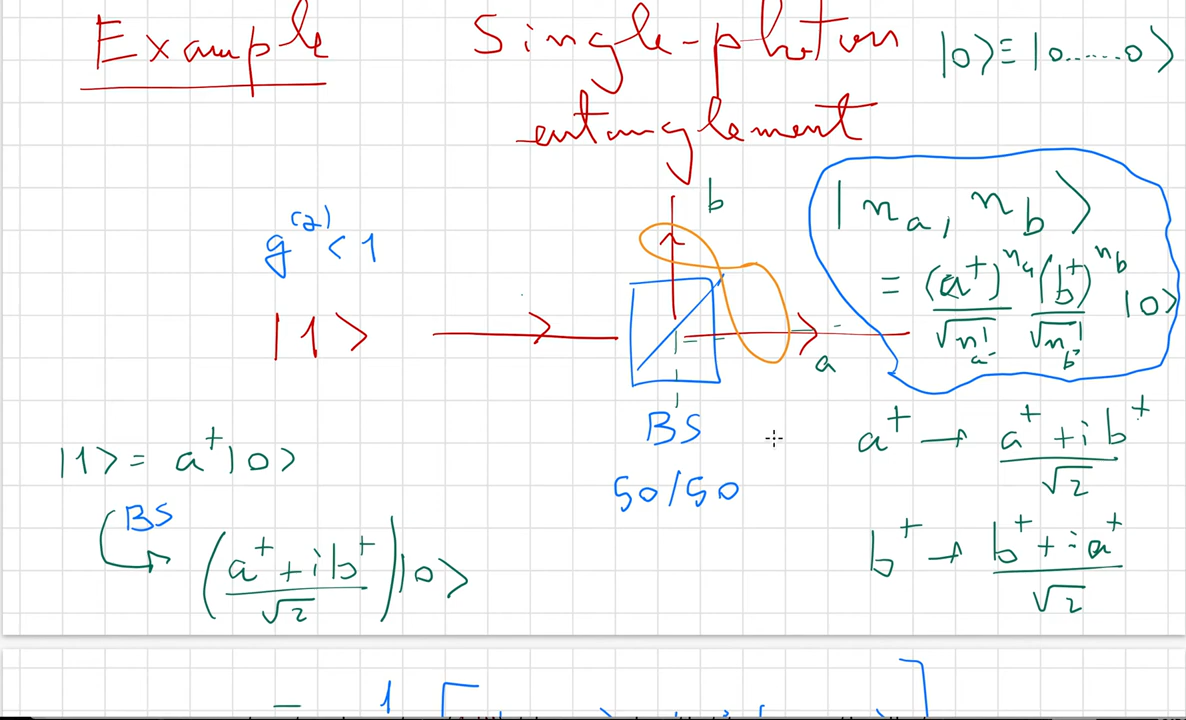 Example Single-photon |0⟩ ≡ |0......0⟩
entanglement
b
|n_a, n_b⟩
g^(2) < 1
= (a^+)^n_a / √n_a! (b^+)^n_b / √n_b! |0⟩
|1⟩
a
BS
50/50
a^+ → (a^+ + i b^+) / √2
|1⟩ = a^+ |0⟩
BS
b^+ → (b^+ + i a^+) / √2
((a^+ + i b^+) / √2) |0⟩
= 1 [ ]